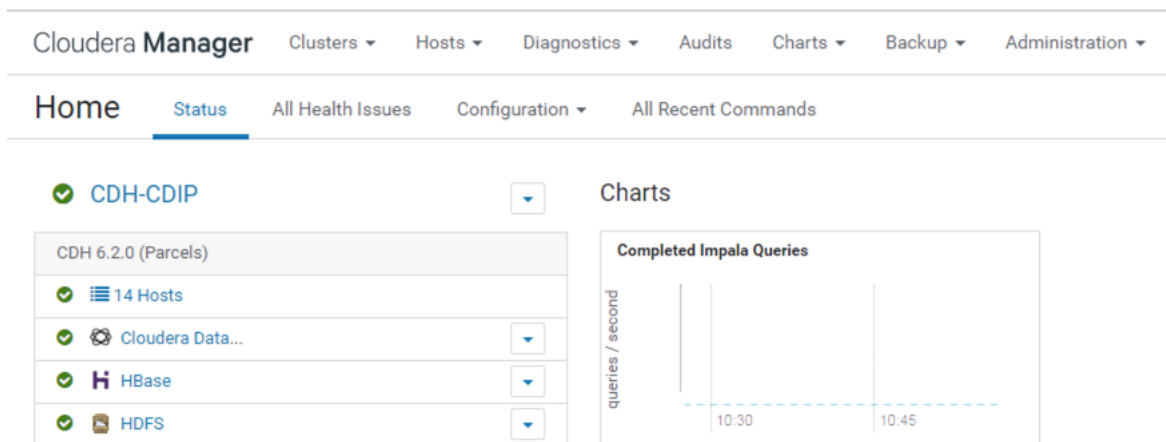 Cloudera Manager Clusters Hosts Diagnostics Audits Charts Backup Administration
Home Status All Health Issues Configuration All Recent Commands
CDH-CDIP
CDH 6.2.0 (Parcels)
14 Hosts
Cloudera Data...
HBase
HDFS
Charts
Completed Impala Queries
queries / second
10:30 10:45